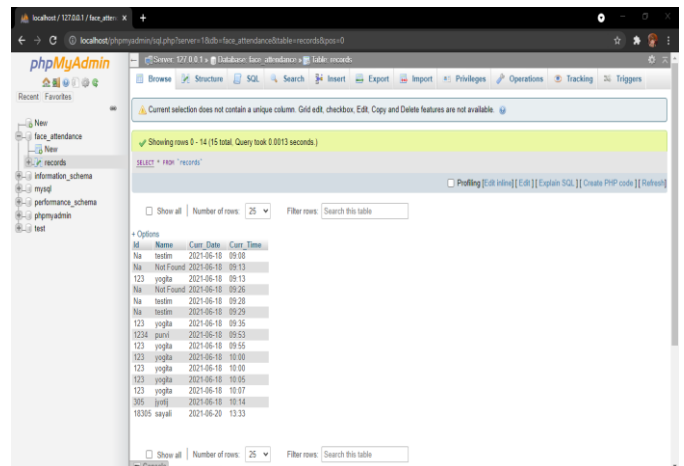 localhost / 127.0.0.1 / face_atten
localhost/phpmyadmin/sql.php?server=1&db=face_attendance&table=records&pos=0
phpMyAdmin
Recent Favorites
New
face_attendance
New
records
information_schema
mysql
performance_schema
phpmyadmin
test
Server: 127.0.0.1 » Database: face_attendance » Table: records
Browse Structure SQL Search Insert Export Import Privileges Operations Tracking Triggers
Current selection does not contain a unique column. Grid edit, checkbox, Edit, Copy and Delete features are not available.
Showing rows 0 - 14 (15 total, Query took 0.0013 seconds.)
SELECT * FROM `records`
Profiling [Edit inline] [ Edit ] [ Explain SQL ] [ Create PHP code ] [ Refresh]
Show all Number of rows: 25 Filter rows: Search this table
+ Options
Id Name Curr_Date Curr_Time
Na testim 2021-06-18 09:08
Na Not Found 2021-06-18 09:13
123 yogita 2021-06-18 09:13
Na Not Found 2021-06-18 09:26
Na testim 2021-06-18 09:28
Na testim 2021-06-18 09:29
123 yogita 2021-06-18 09:35
1234 purvi 2021-06-18 09:53
123 yogita 2021-06-18 09:55
123 yogita 2021-06-18 10:00
123 yogita 2021-06-18 10:00
123 yogita 2021-06-18 10:05
123 yogita 2021-06-18 10:07
305 jyotij 2021-06-18 10:14
18305 sayali 2021-06-20 13:33
Show all Number of rows: 25 Filter rows: Search this table
Console